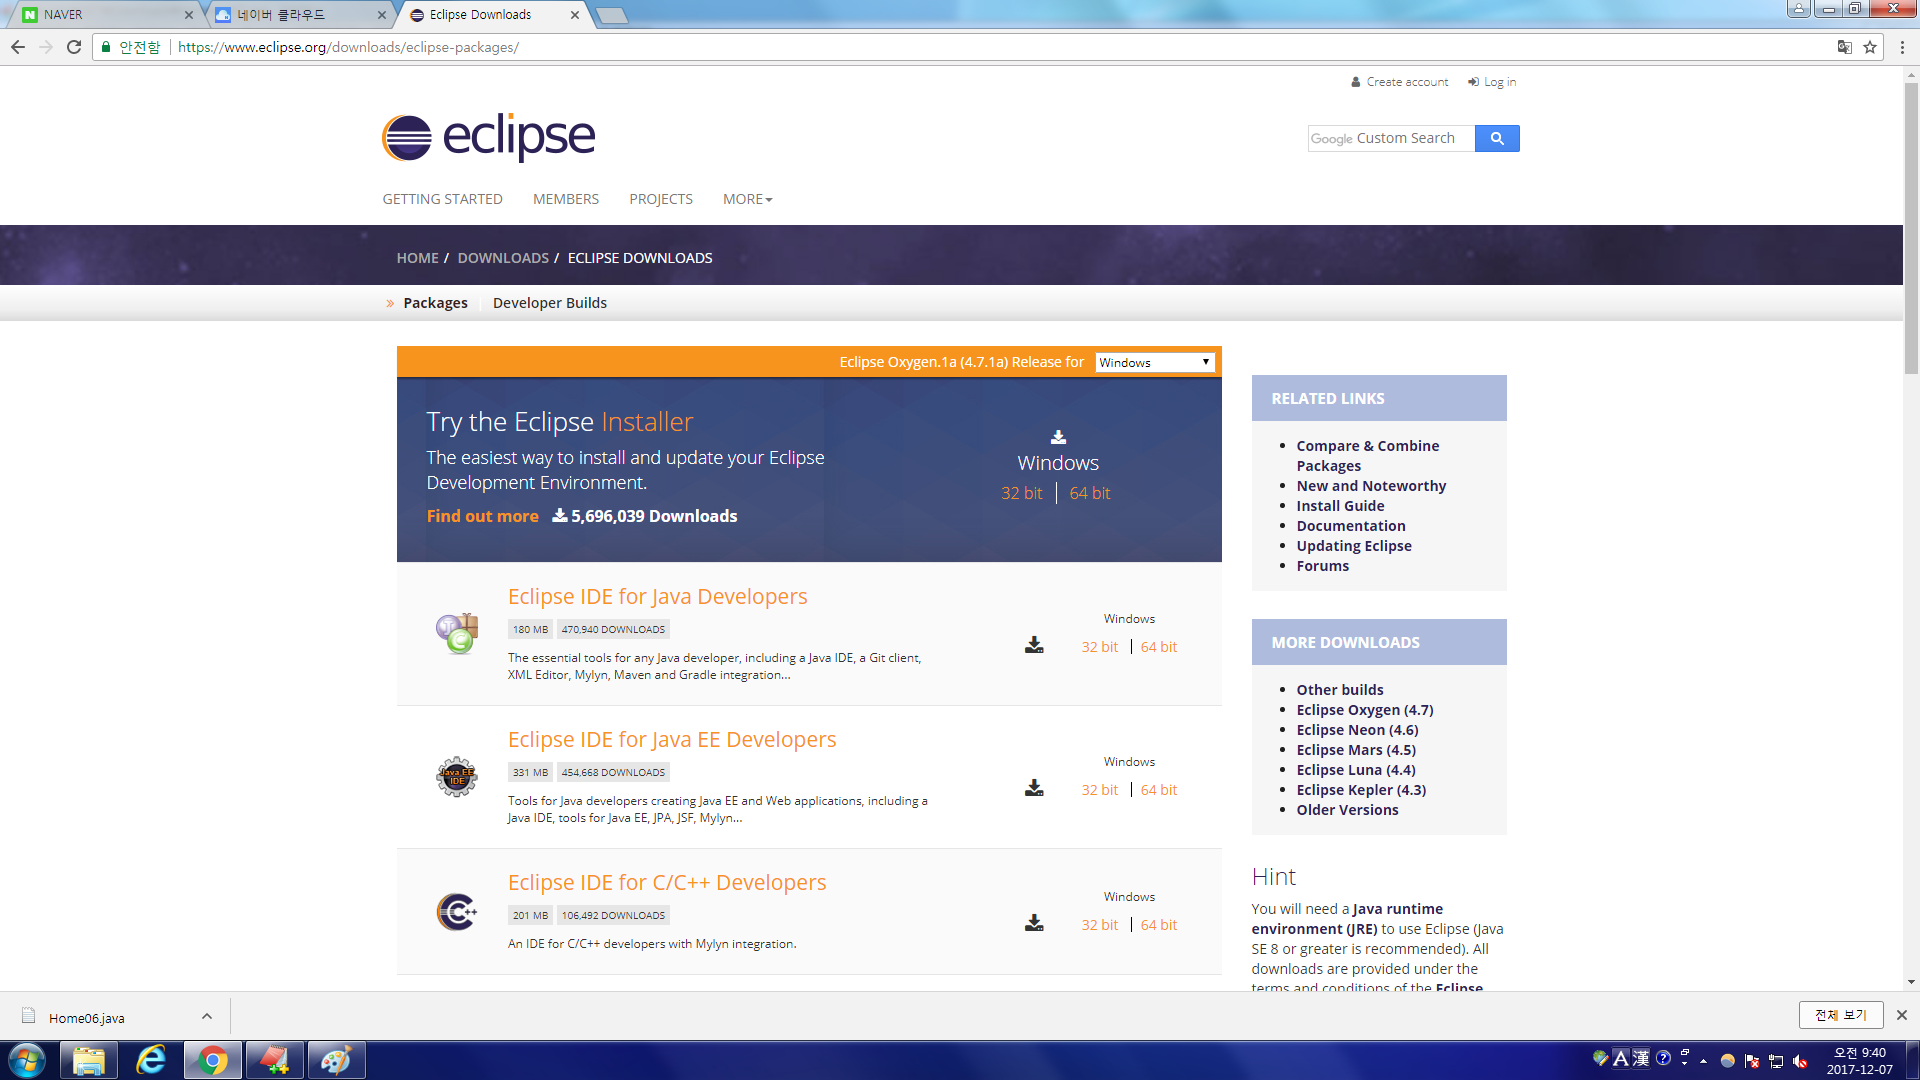 NAVER
네이버 클라우드
Eclipse Downloads
안전함
https://www.eclipse.org/downloads/eclipse-packages/
Create account
Log in
eclipse
Google Custom Search
GETTING STARTED
MEMBERS
PROJECTS
MORE
HOME / DOWNLOADS / ECLIPSE DOWNLOADS
» Packages
Developer Builds
Eclipse Oxygen.1a (4.7.1a) Release for
Windows
Try the Eclipse Installer
The easiest way to install and update your Eclipse
Development Environment.
Find out more
5,696,039 Downloads
Windows
32 bit | 64 bit
Eclipse IDE for Java Developers
180 MB
470,940 DOWNLOADS
The essential tools for any Java developer, including a Java IDE, a Git client,
XML Editor, Mylyn, Maven and Gradle integration...
Windows
32 bit | 64 bit
Java EE
IDE
Eclipse IDE for Java EE Developers
331 MB
454,668 DOWNLOADS
Tools for Java developers creating Java EE and Web applications, including a
Java IDE, tools for Java EE, JPA, JSF, Mylyn...
Windows
32 bit | 64 bit
C++
Eclipse IDE for C/C++ Developers
201 MB
106,492 DOWNLOADS
An IDE for C/C++ developers with Mylyn integration.
Windows
32 bit | 64 bit
RELATED LINKS
Compare & Combine
Packages
New and Noteworthy
Install Guide
Documentation
Updating Eclipse
Forums
MORE DOWNLOADS
Other builds
Eclipse Oxygen (4.7)
Eclipse Neon (4.6)
Eclipse Mars (4.5)
Eclipse Luna (4.4)
Eclipse Kepler (4.3)
Older Versions
Hint
You will need a Java runtime
environment (JRE) to use Eclipse (Java
SE 8 or greater is recommended). All
downloads are provided under the
terms and conditions of the Eclipse
Home06.java
전체 보기
A 漢
오전 9:40
2017-12-07